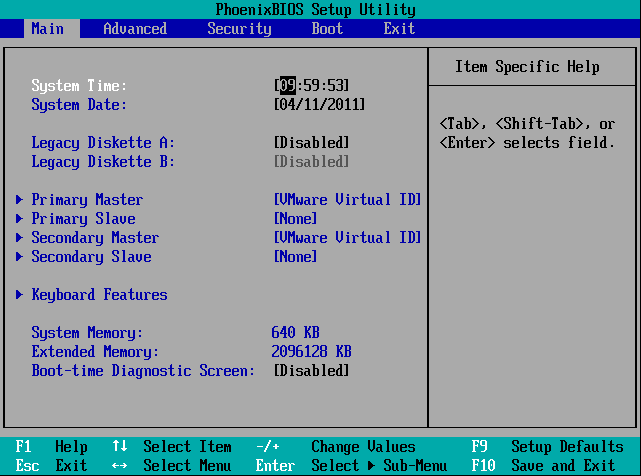 PhoenixBIOS Setup Utility
Main Advanced Security Boot Exit
Item Specific Help
System Time: [09:59:53]
System Date: [04/11/2011]
<Tab>, <Shift-Tab>, or
<Enter> selects field.
Legacy Diskette A: [Disabled]
Legacy Diskette B: [Disabled]
Primary Master [VMware Virtual ID]
Primary Slave [None]
Secondary Master [VMware Virtual ID]
Secondary Slave [None]
Keyboard Features
System Memory: 640 KB
Extended Memory: 2096128 KB
Boot-time Diagnostic Screen: [Disabled]
F1 Help ↑↓ Select Item -/+ Change Values F9 Setup Defaults
Esc Exit ↔ Select Menu Enter Select ▶ Sub-Menu F10 Save and Exit